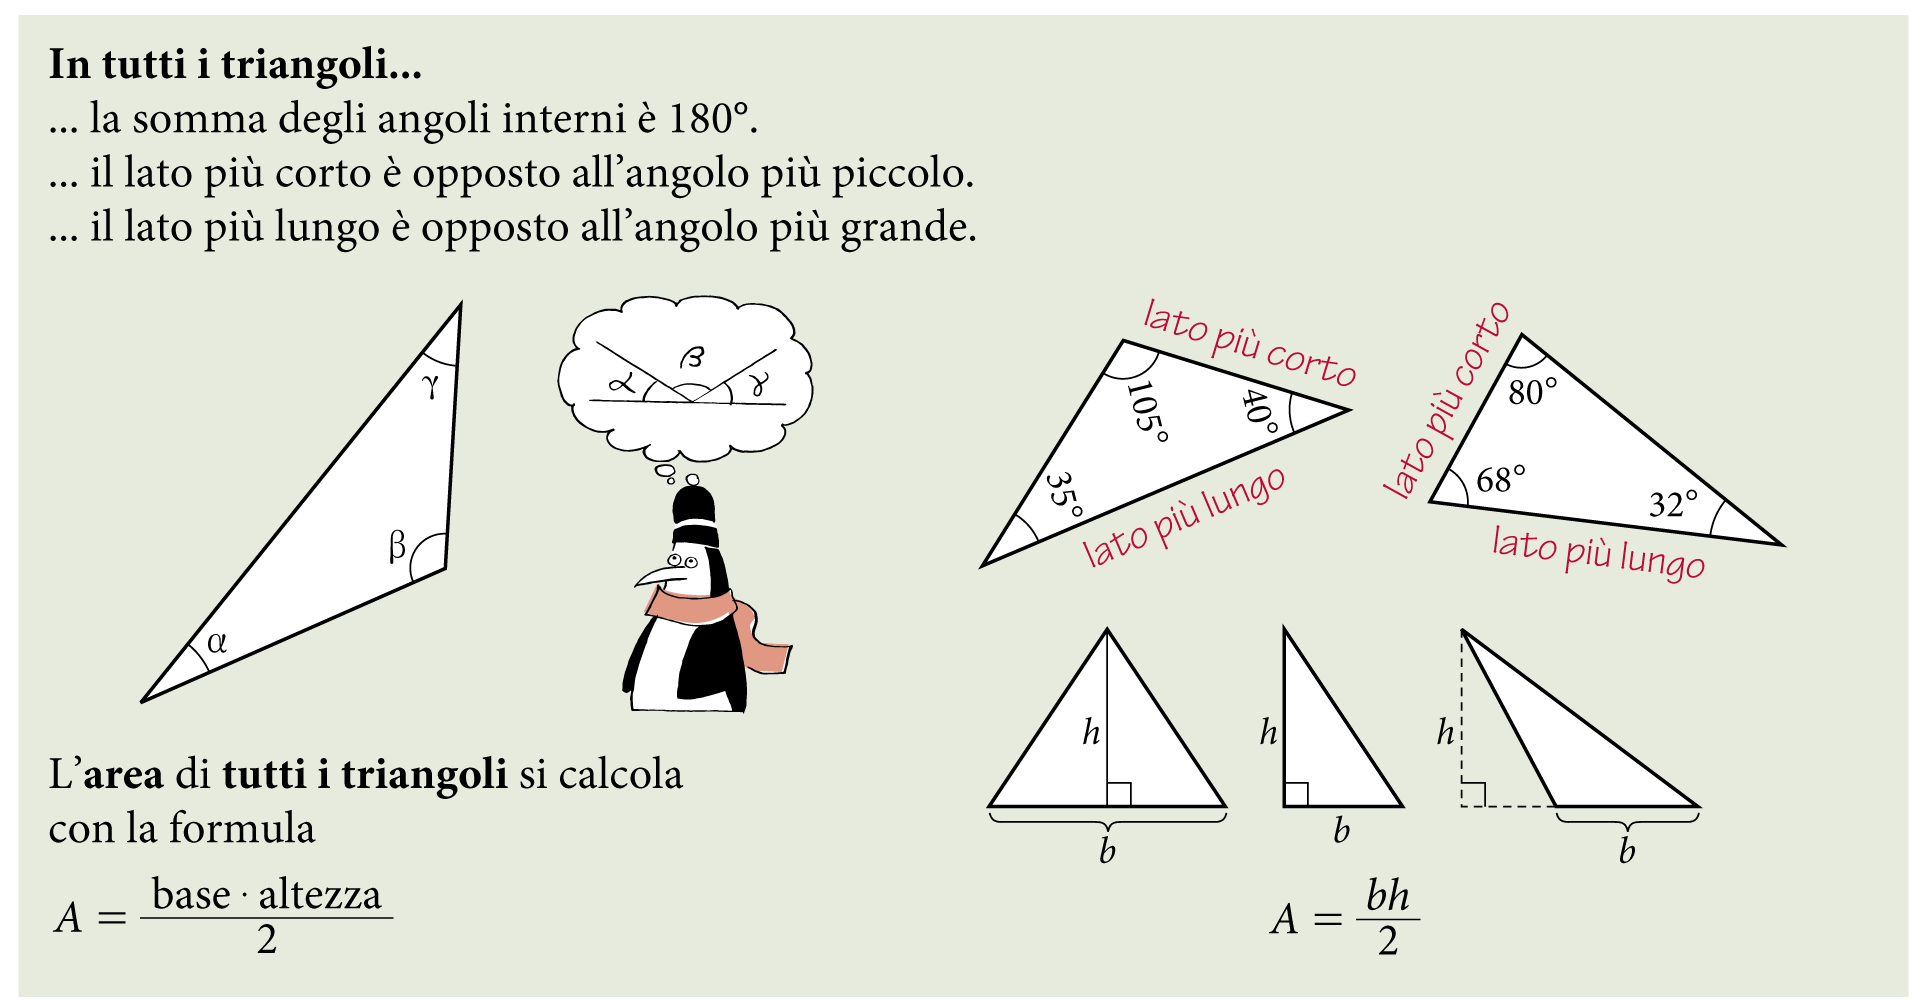 In tutti i triangoli...
... la somma degli angoli interni è 180°.
... il lato più corto è opposto all’angolo più piccolo.
... il lato più lungo è opposto all’angolo più grande.
γ
β
α
α β γ
lato più corto
105°
40°
35°
lato più lungo
lato più corto
80°
68°
32°
lato più lungo
h
b
h
b
h
b
L’area di tutti i triangoli si calcola
con la formula
A = base · altezza / 2
A = bh / 2